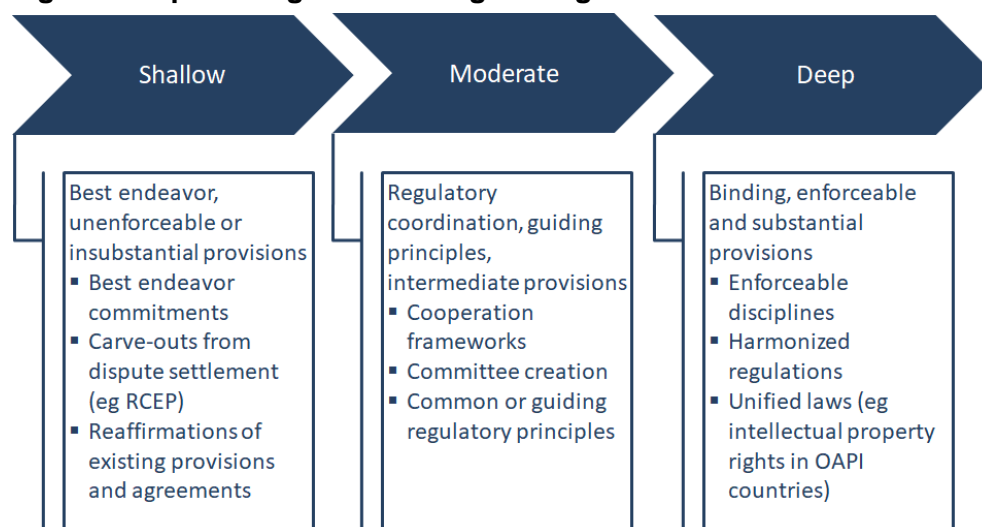 Shallow
Best endeavor,
unenforceable or
insubstantial provisions
▪ Best endeavor
commitments
▪ Carve-outs from
dispute settlement
(eg RCEP)
▪ Reaffirmations of
existing provisions
and agreements
Moderate
Regulatory
coordination, guiding
principles,
intermediate provisions
▪ Cooperation
frameworks
▪ Committee creation
▪ Common or guiding
regulatory principles
Deep
Binding, enforceable
and substantial
provisions
▪ Enforceable
disciplines
▪ Harmonized
regulations
▪ Unified laws (eg
intellectual property
rights in OAPI
countries)